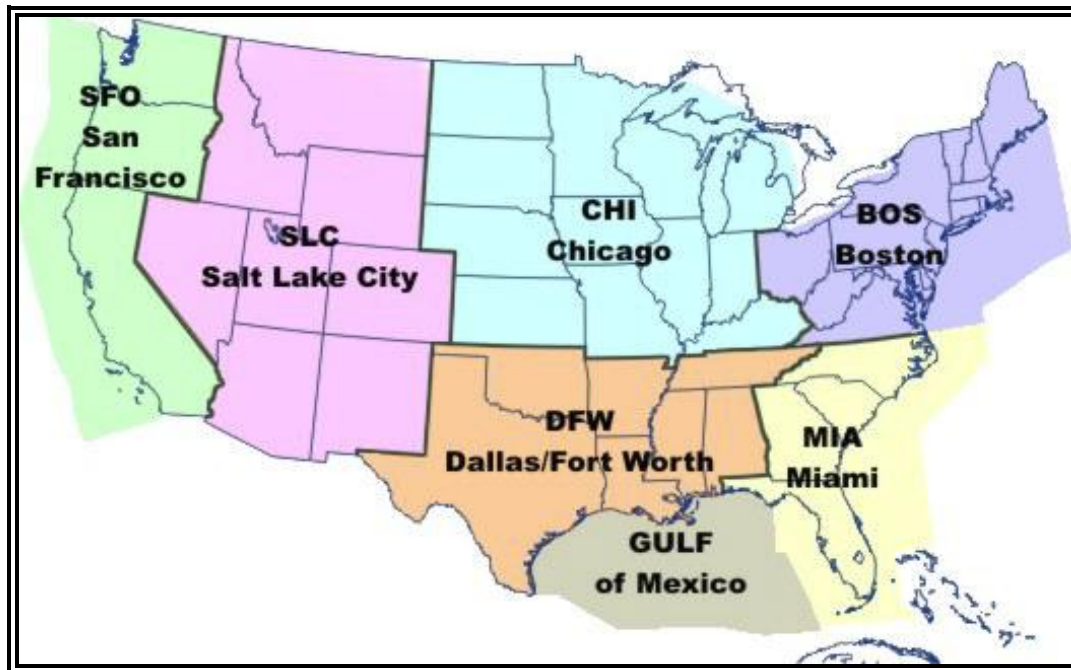 SFO
San
Francisco
SLC
Salt Lake City
CHI
Chicago
BOS
Boston
DFW
Dallas/Fort Worth
MIA
Miami
GULF
of Mexico